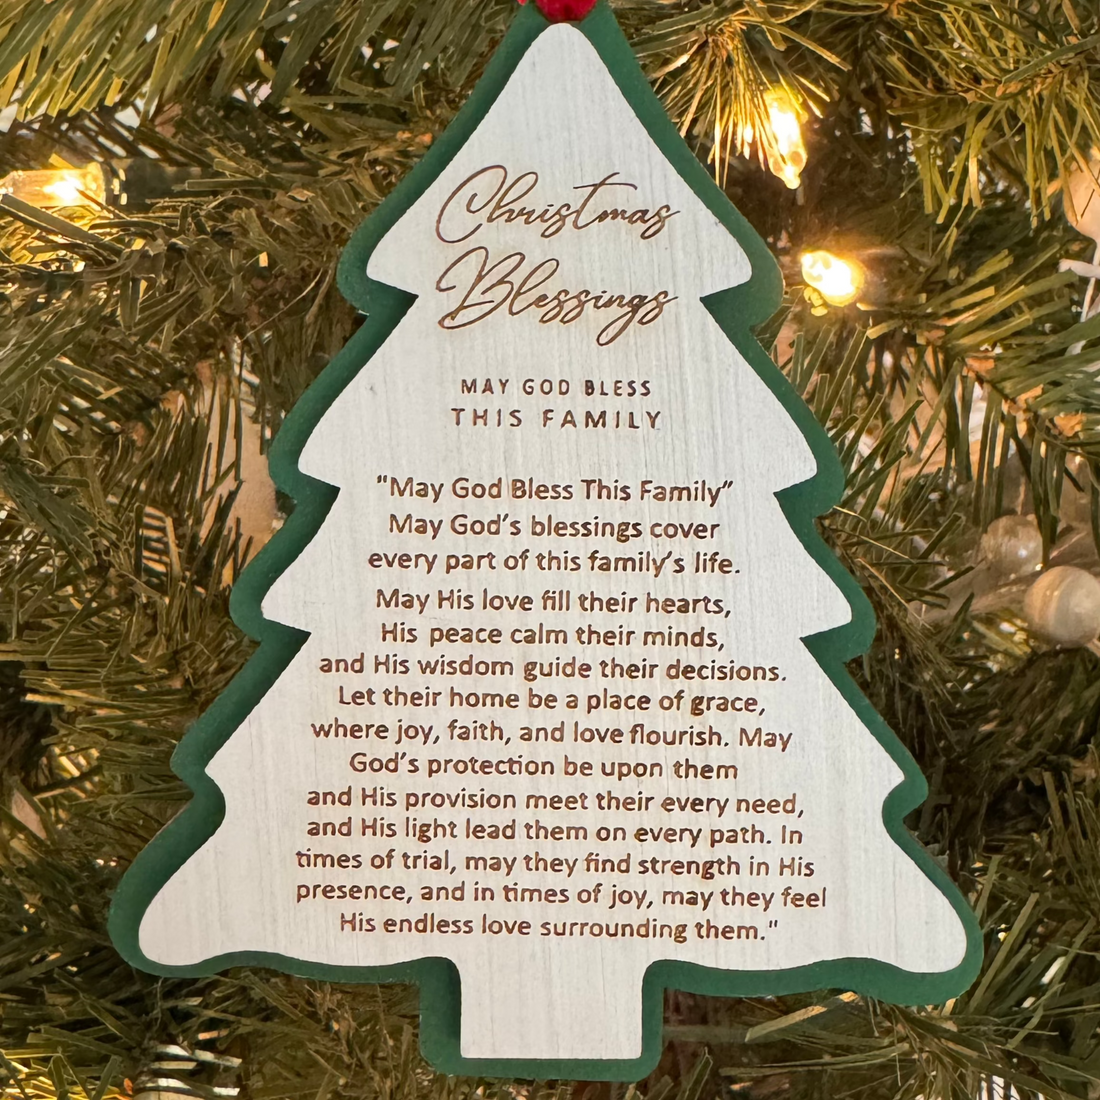 Christmas
Blessings
MAY GOD BLESS
THIS FAMILY
"May God Bless This Family”
May God’s blessings cover
every part of this family’s life.
May His love fill their hearts,
His peace calm their minds,
and His wisdom guide their decisions.
Let their home be a place of grace,
where joy, faith, and love flourish. May
God’s protection be upon them
and His provision meet their every need,
and His light lead them on every path. In
times of trial, may they find strength in His
presence, and in times of joy, may they feel
His endless love surrounding them."